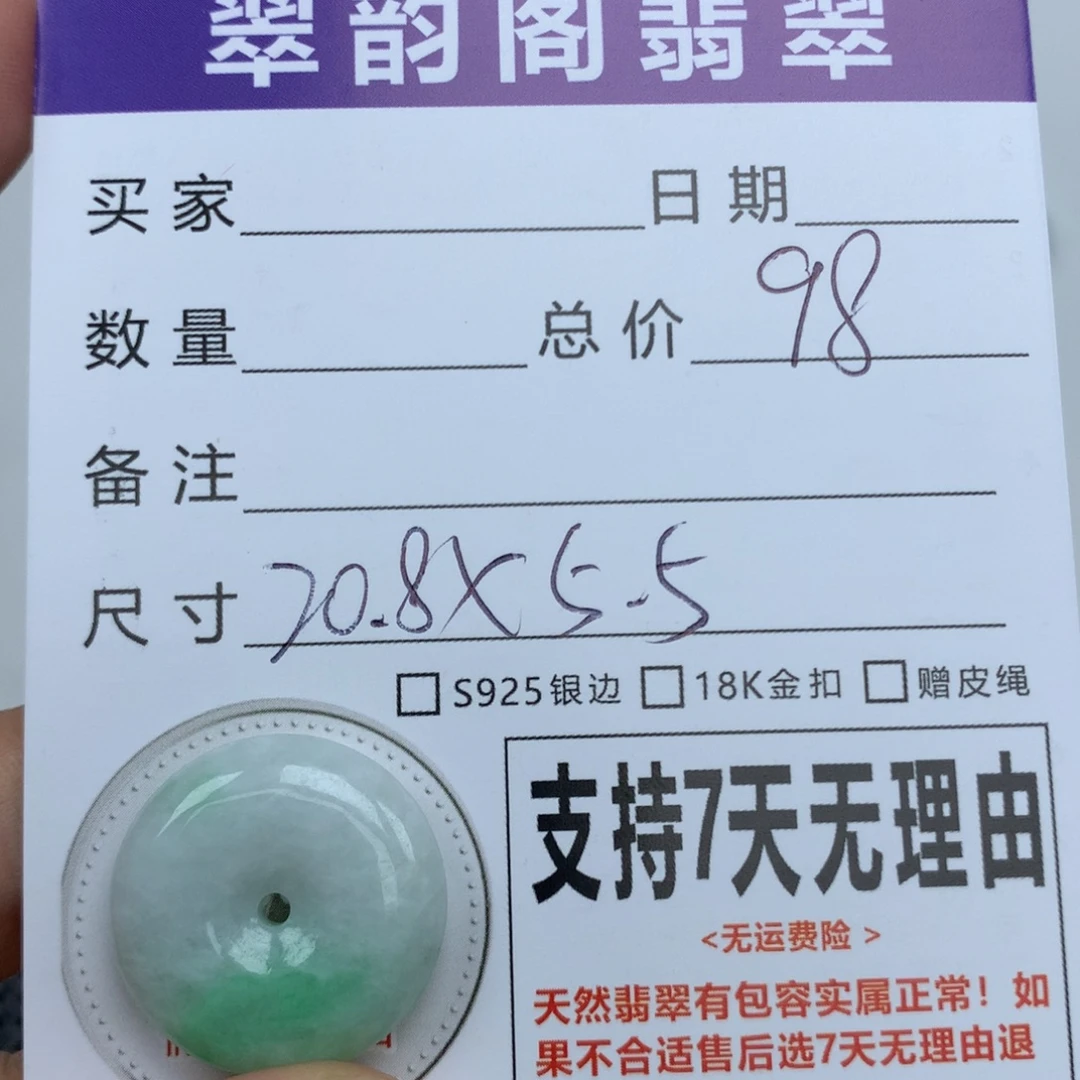 翠韵阁翡翠
买家 日期
数量 总价 98
备注
尺寸 20.8X5.5
S925银边 18K金扣 赠皮绳
支持7天无理由
<无运费险>
天然翡翠有包容实属正常！如
果不合适售后选7天无理由退